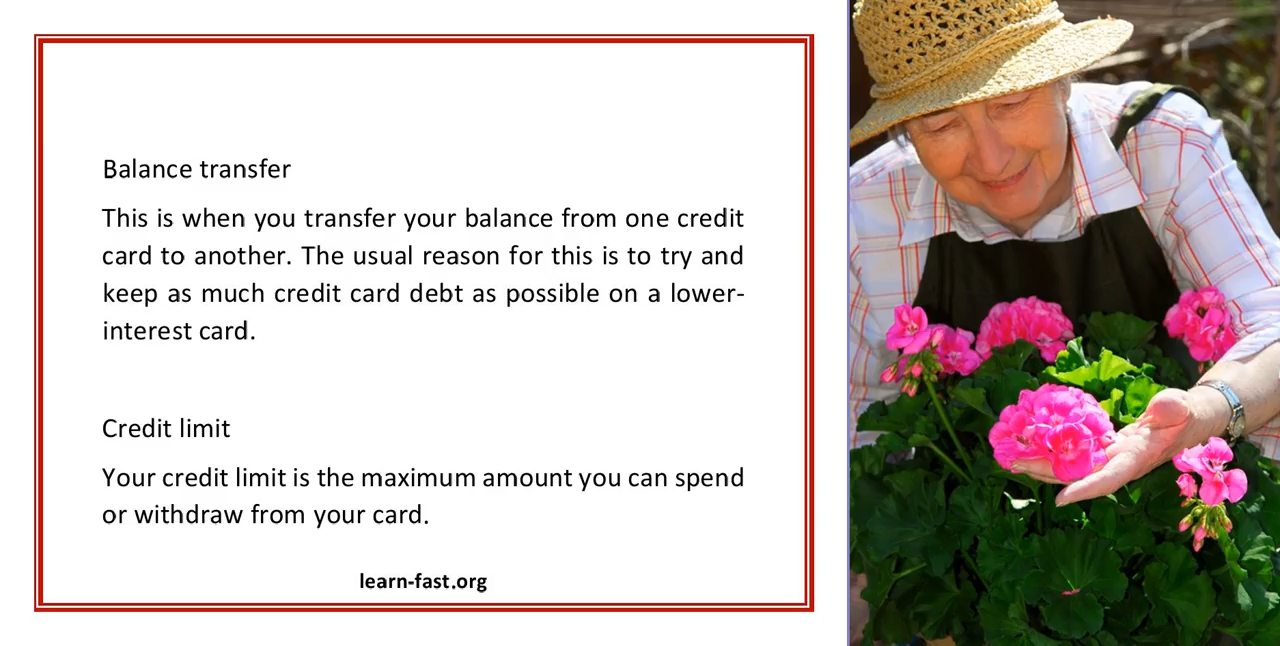 Balance transfer
This is when you transfer your balance from one credit
card to another. The usual reason for this is to try and
keep as much credit card debt as possible on a lower-
interest card.
Credit limit
Your credit limit is the maximum amount you can spend
or withdraw from your card.
learn-fast.org